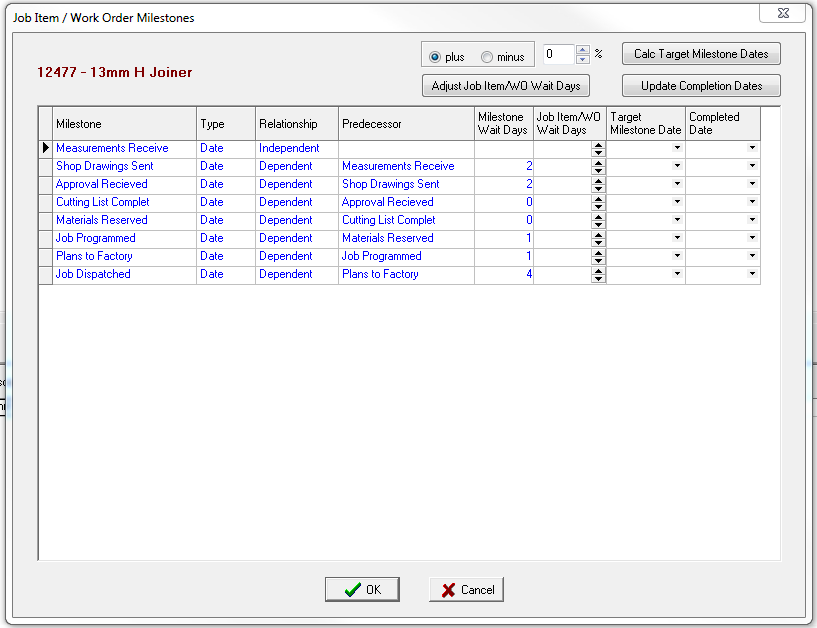 Job Item / Work Order Milestones
plus minus 0 % Calc Target Milestone Dates
12477 - 13mm H Joiner
Adjust Job Item/WO Wait Days Update Completion Dates
Milestone Type Relationship Predecessor Milestone Wait Days Job Item/WO Wait Days Target Milestone Date Completed Date
Measurements Receive Date Independent
Shop Drawings Sent Date Dependent Measurements Receive 2
Approval Recieved Date Dependent Shop Drawings Sent 2
Cutting List Complet Date Dependent Approval Recieved 0
Materials Reserved Date Dependent Cutting List Complet 0
Job Programmed Date Dependent Materials Reserved 1
Plans to Factory Date Dependent Job Programmed 1
Job Dispatched Date Dependent Plans to Factory 4
OK Cancel